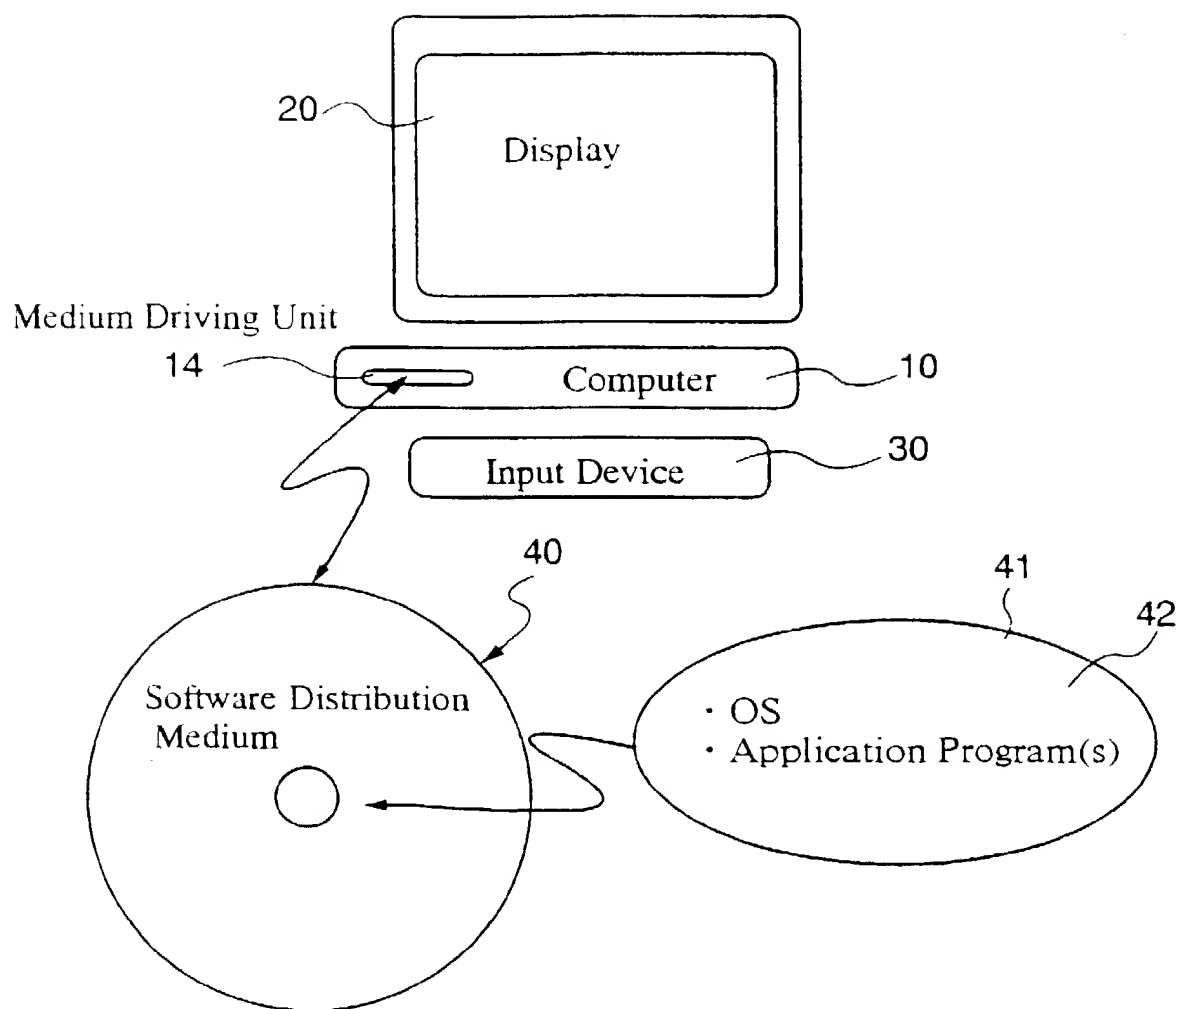 20
Display
Medium Driving Unit
14
Computer
10
Input Device
30
40
41
42
Software Distribution
Medium
· OS
· Application Program(s)